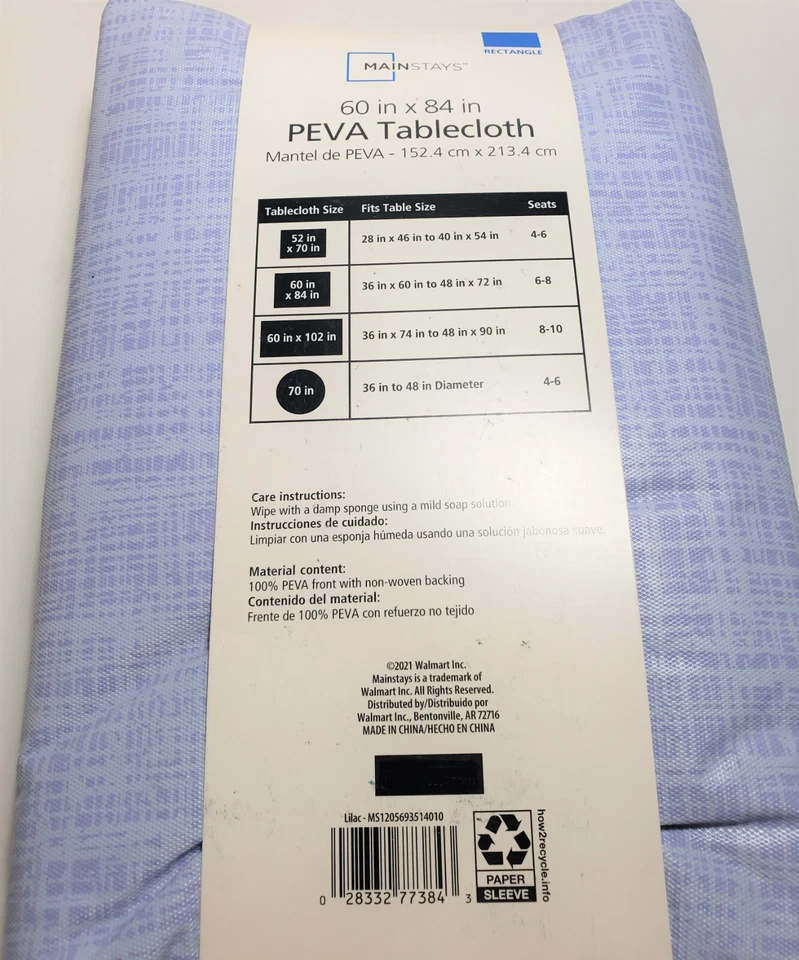 RECTANGLE
MAINSTAYS™
60 in x 84 in
PEVA Tablecloth
Mantel de PEVA - 152.4 cm x 213.4 cm
Tablecloth Size Fits Table Size Seats
52 in
x 70 in
28 in x 46 in to 40 in x 54 in 4-6
60 in
x 84 in
36 in x 60 in to 48 in x 72 in 6-8
60 in x 102 in 36 in x 74 in to 48 in x 90 in 8-10
70 in 36 in to 48 in Diameter 4-6
Care instructions:
Wipe with a damp sponge using a mild soap solution.
Instrucciones de cuidado:
Limpiar con una esponja húmeda usando una solución jabonosa suave.
Material content:
100% PEVA front with non-woven backing
Contenido del material:
Frente de 100% PEVA con refuerzo no tejido
©2021 Walmart Inc.
Mainstays is a trademark of
Walmart Inc. All Rights Reserved.
Distributed by/Distribuido por
Walmart Inc., Bentonville, AR 72716
MADE IN CHINA/HECHO EN CHINA
Lilac - MS1205693514010
0 28332 77384 3
PAPER
SLEEVE
how2recycle.info